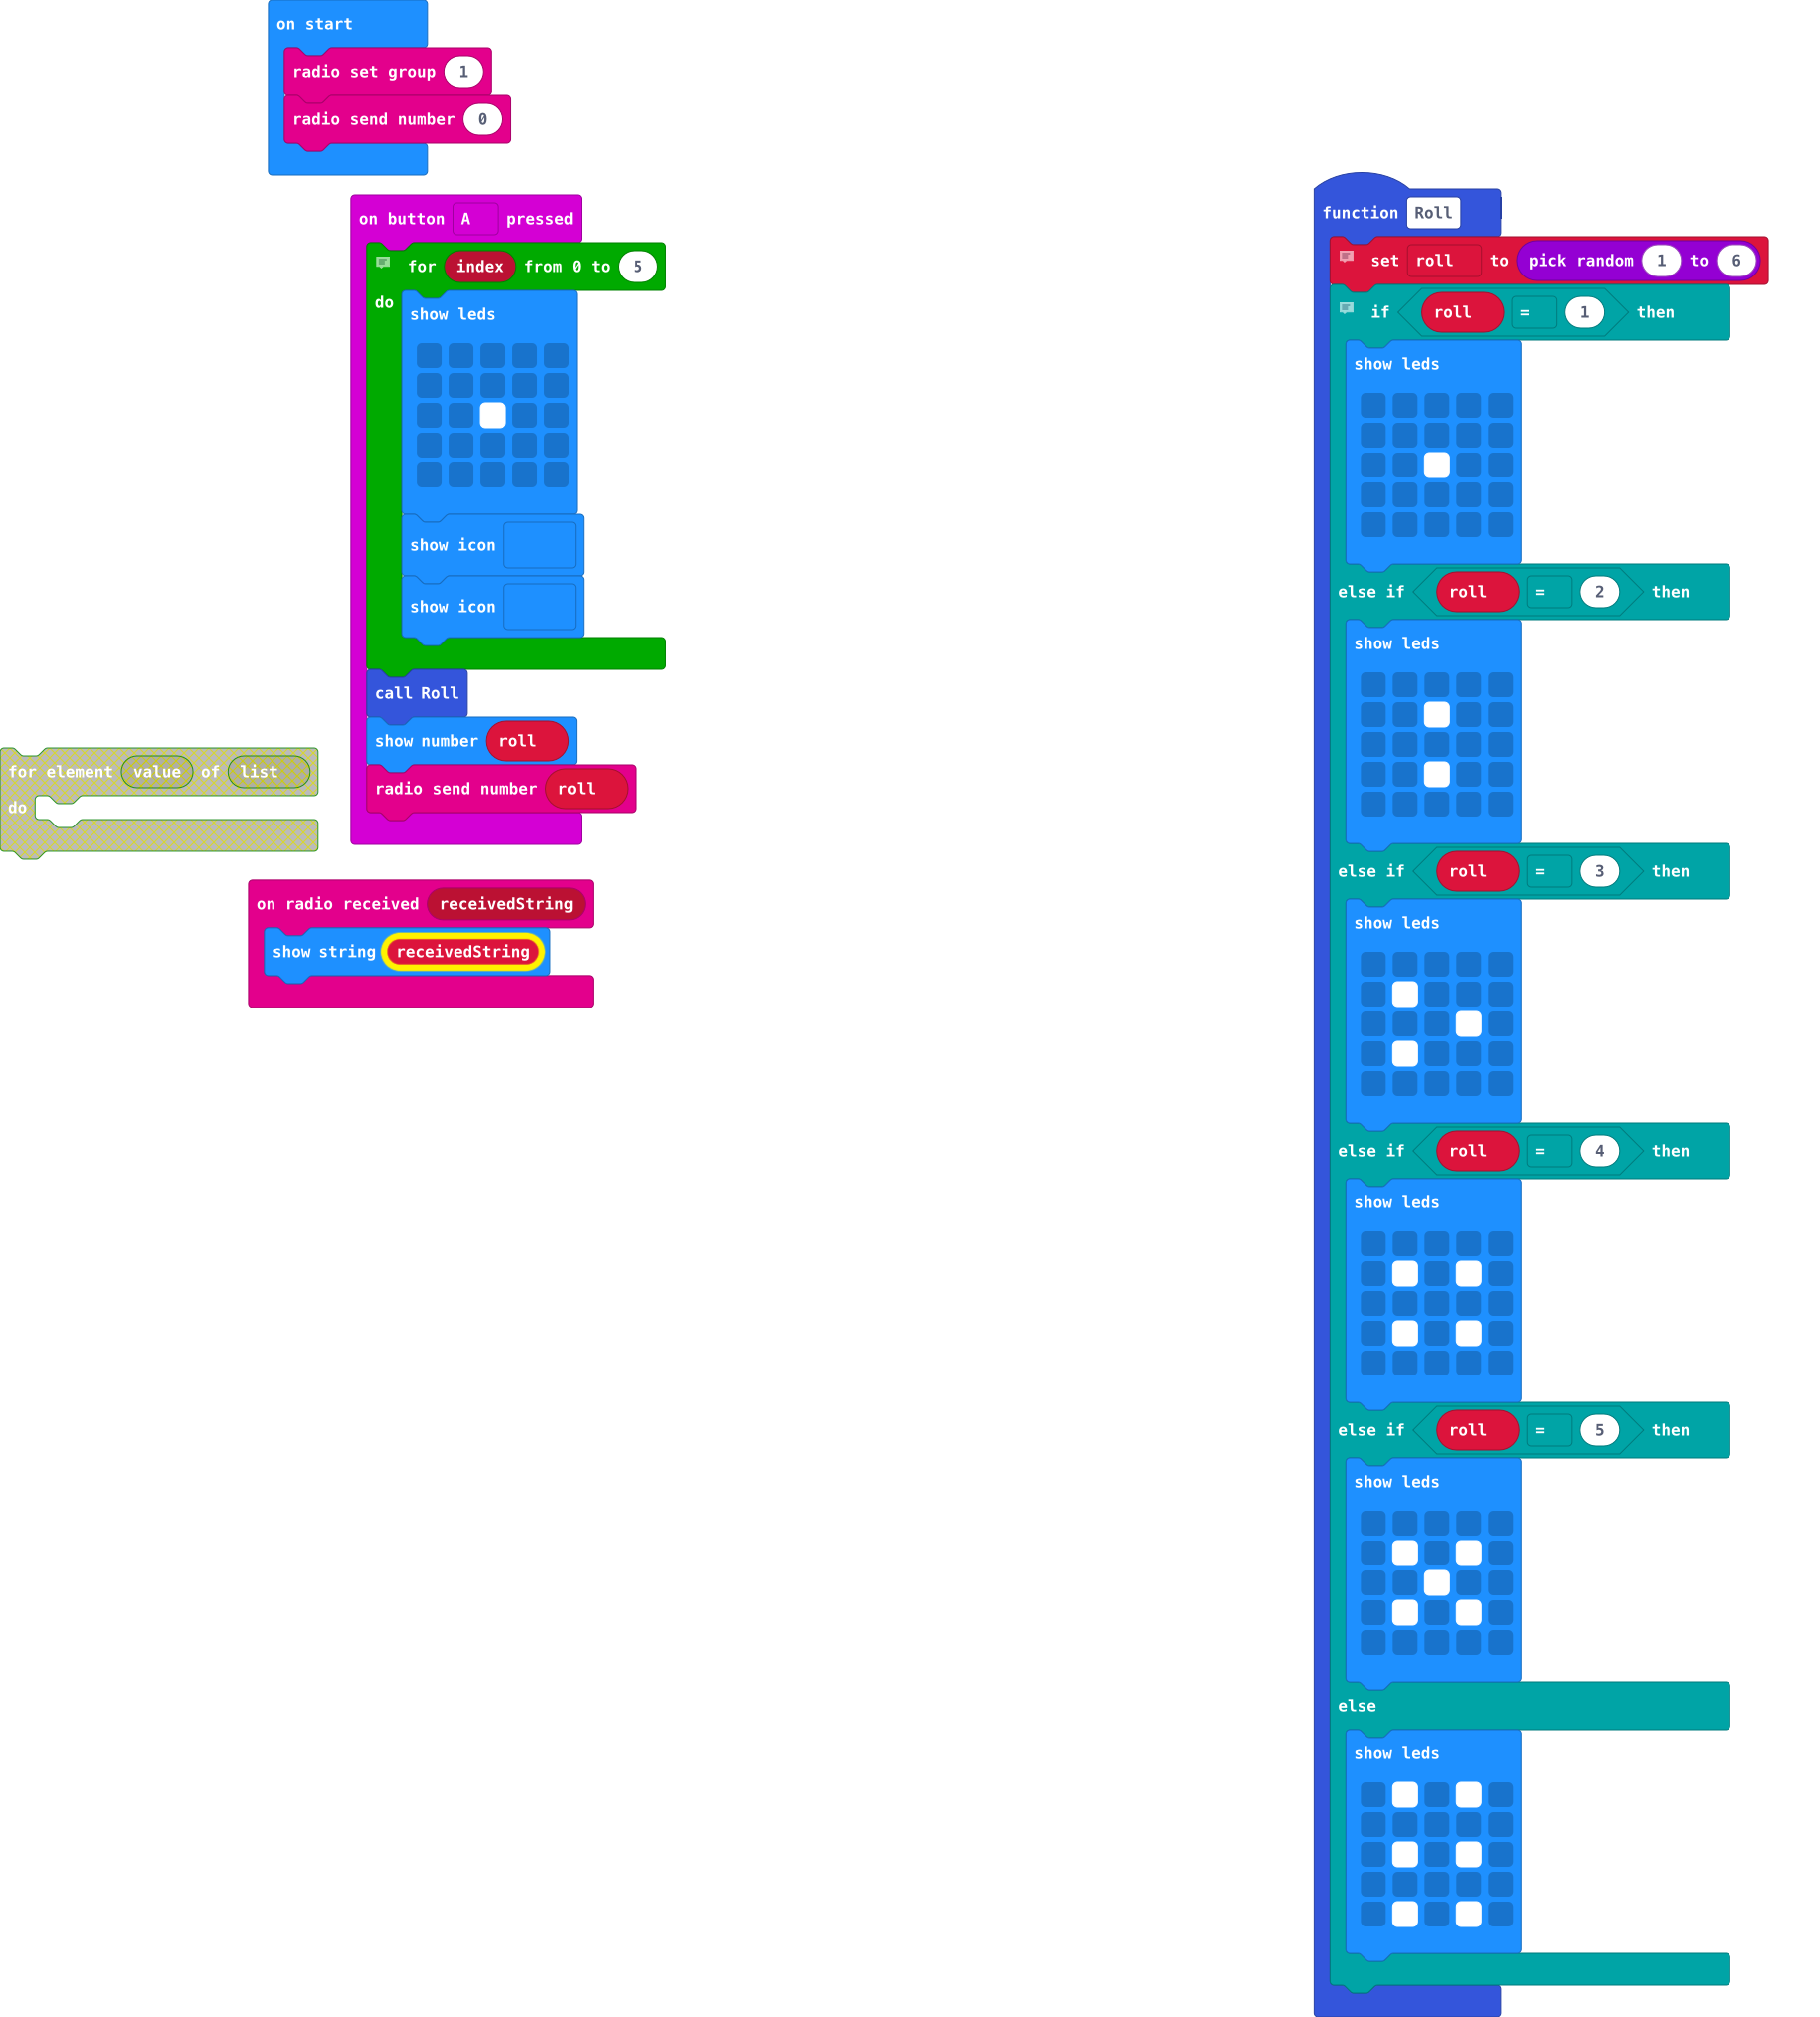 on start
radio set group 1
radio send number 0
on button A pressed
for index from 0 to 5
do
show leds
show icon
show icon
call Roll
show number roll
radio send number roll
for element value of list
do
on radio received receivedString
show string receivedString
function Roll
set roll to pick random 1 to 6
if roll = 1 then
show leds
else if roll = 2 then
show leds
else if roll = 3 then
show leds
else if roll = 4 then
show leds
else if roll = 5 then
show leds
else
show leds